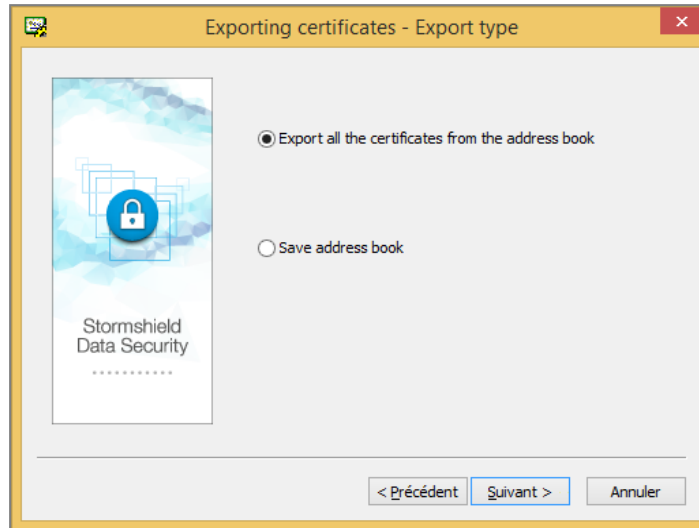 Exporting certificates - Export type
Export all the certificates from the address book
Save address book
Stormshield
Data Security
< Précédent
Suivant >
Annuler